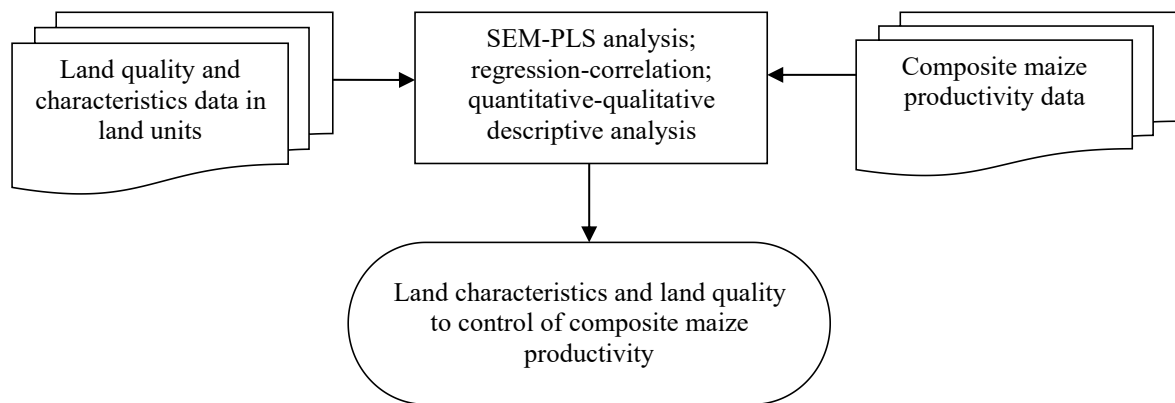 Land quality and
characteristics data in
land units
SEM-PLS analysis;
regression-correlation;
quantitative-qualitative
descriptive analysis
Composite maize
productivity data
Land characteristics and land quality
to control of composite maize
productivity